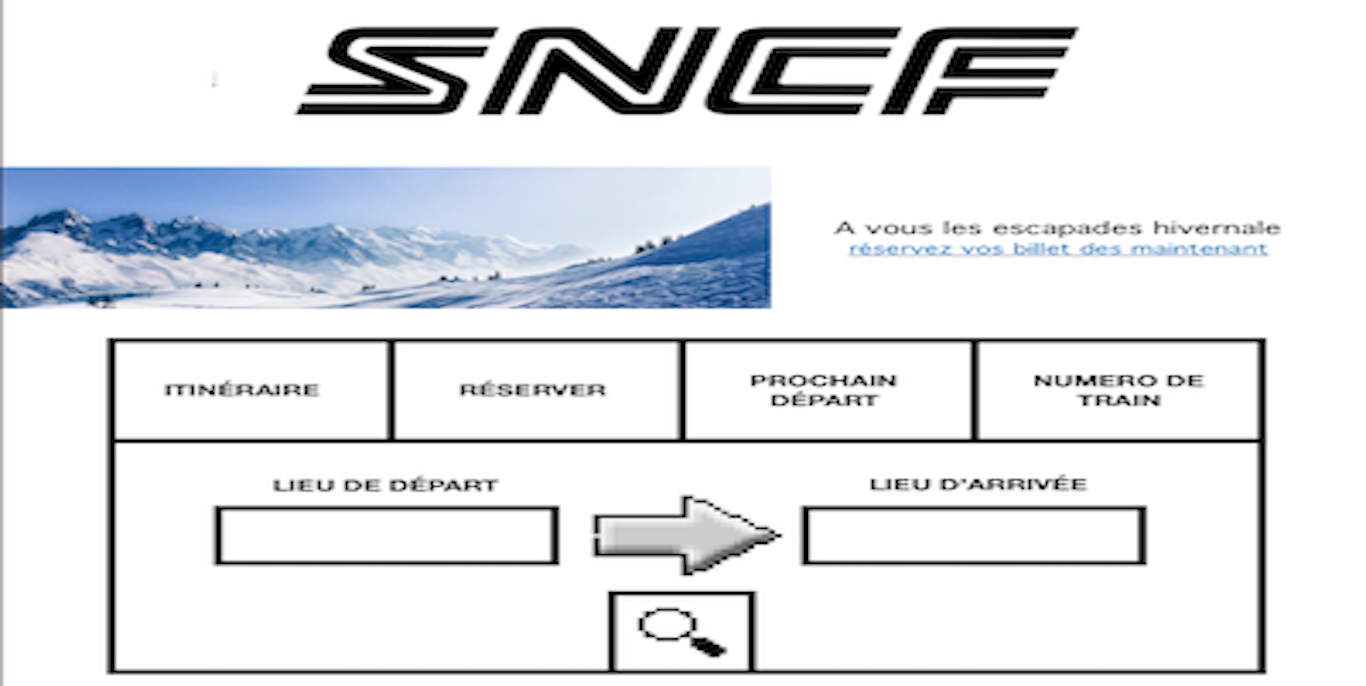 SNCF
A vous les escapades hivernale
réservez vos billet des maintenant
ITINÉRAIRE
RÉSERVER
PROCHAIN
DÉPART
NUMERO DE
TRAIN
LIEU DE DÉPART
LIEU D'ARRIVÉE